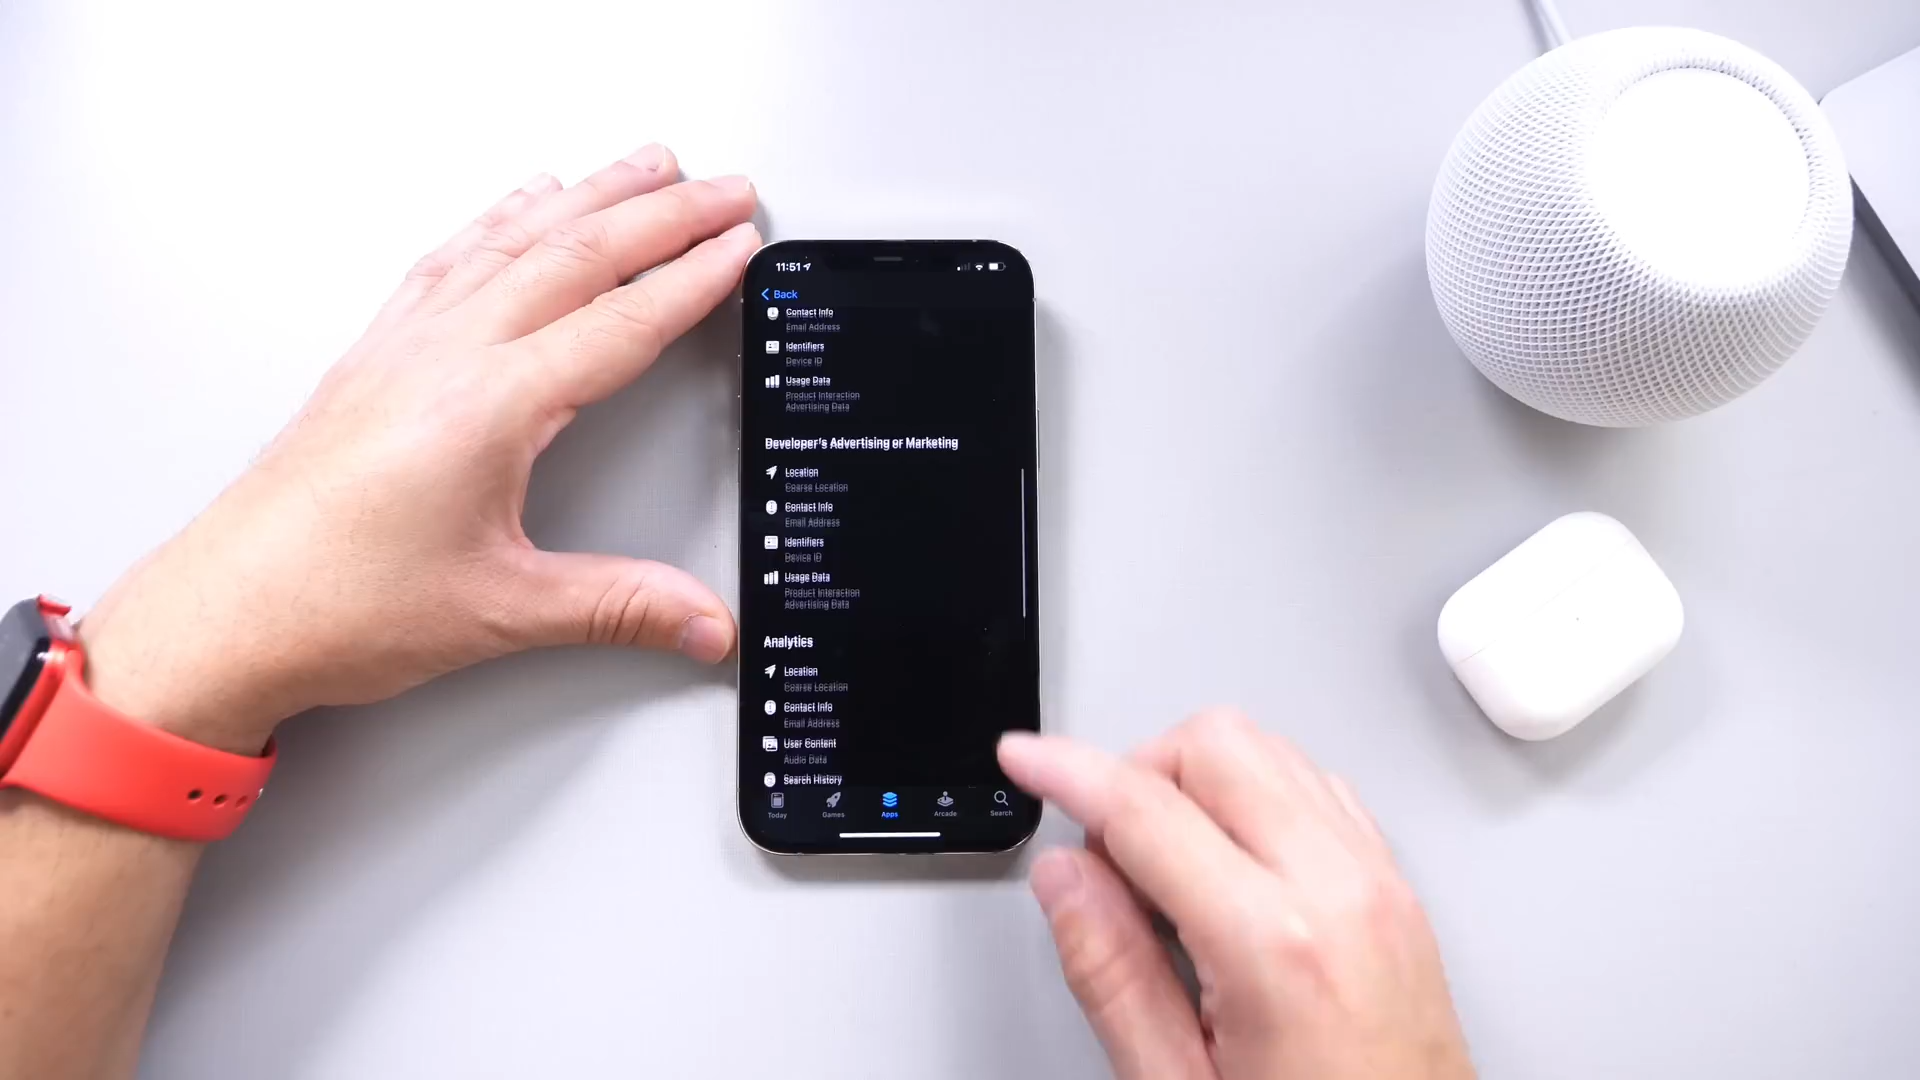 11:51
Back
Contact Info
Email Address
Identifiers
Device ID
Usage Data
Product Interaction
Advertising Data
Developer's Advertising or Marketing
Location
Coarse Location
Contact Info
Email Address
Identifiers
Device ID
Usage Data
Product Interaction
Advertising Data
Analytics
Location
Coarse Location
Contact Info
Email Address
User Content
Audio Data
Search History
Today
Games
Apps
Arcade
Search